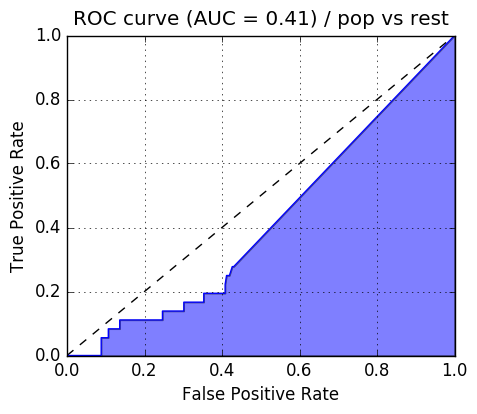 ROC curve (AUC = 0.41) / pop vs rest
True Positive Rate
1.0
0.8
0.6
0.4
0.2
0.0
0.0 0.2 0.4 0.6 0.8 1.0
False Positive Rate